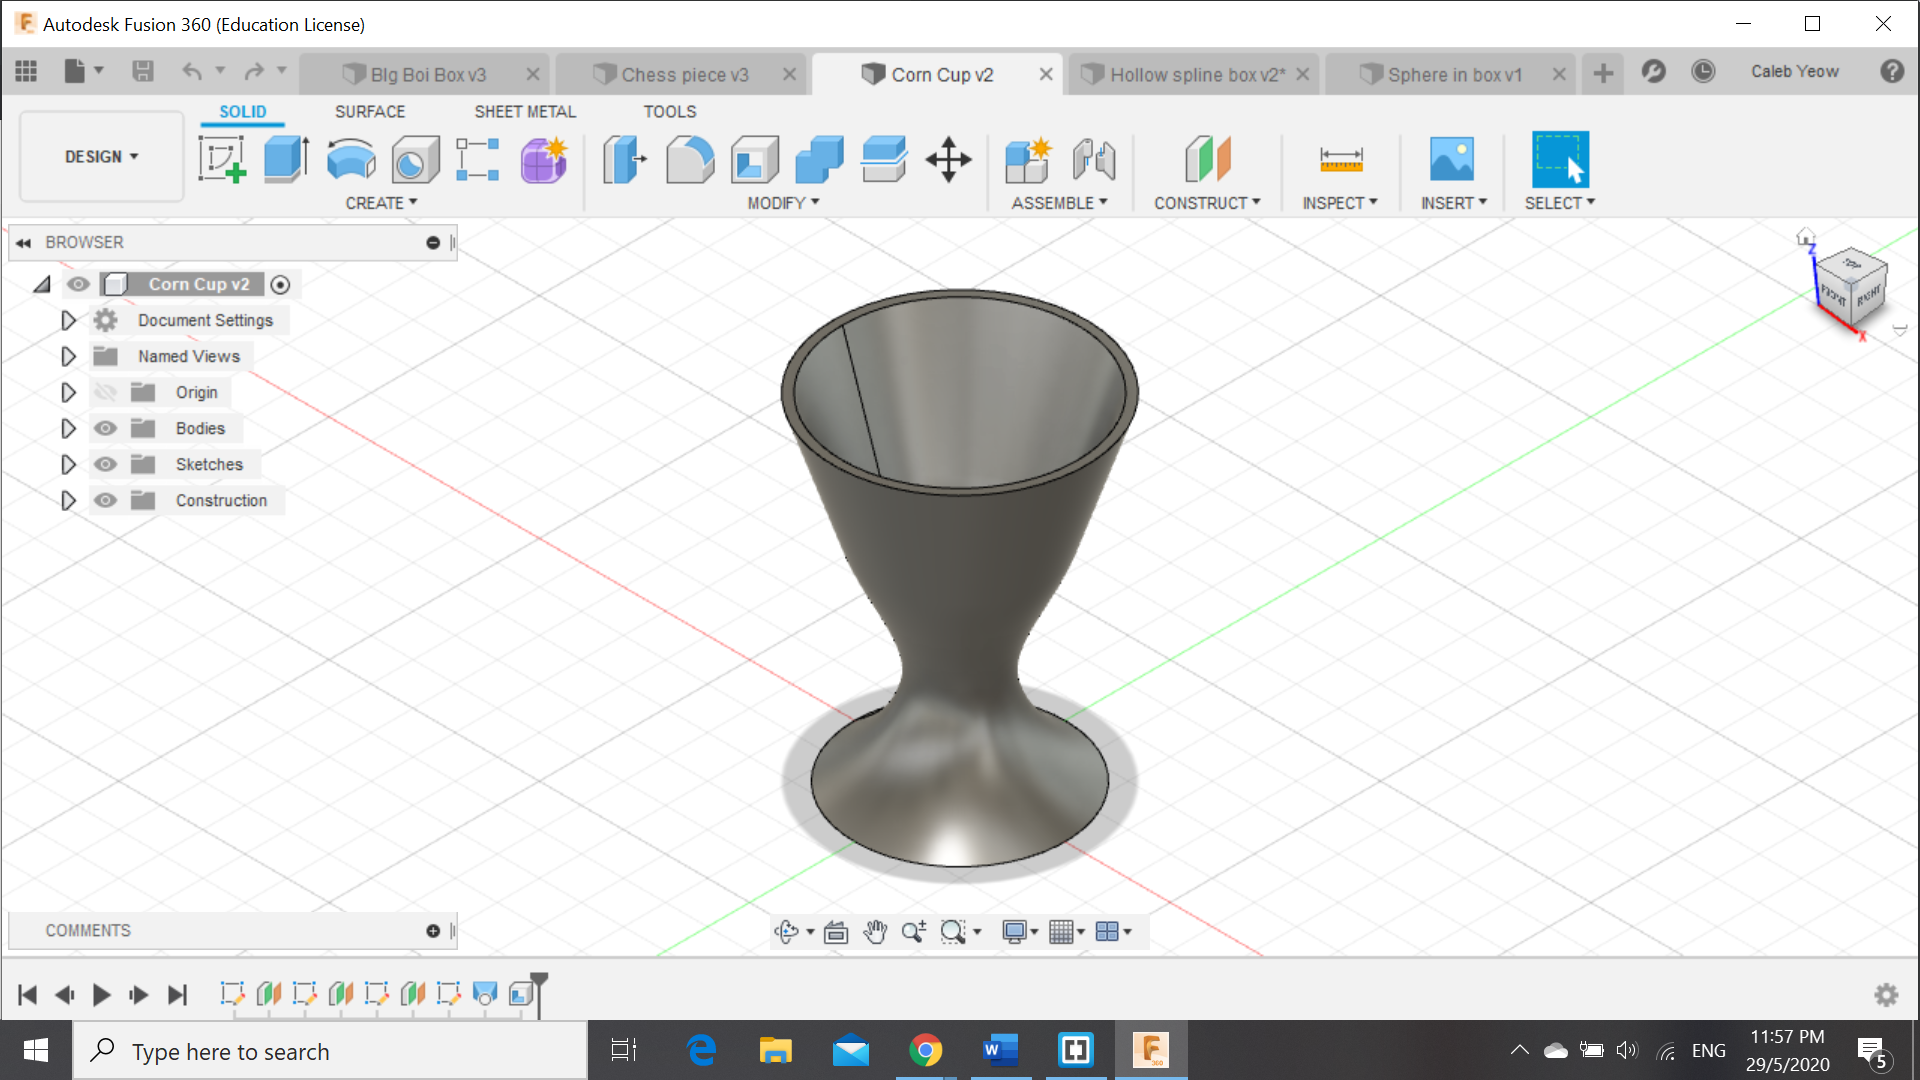 Autodesk Fusion 360 (Education License)
BIg Boi Box v3
Chess piece v3
Corn Cup v2
Hollow spline box v2*
Sphere in box v1
Caleb Yeow
SOLID
SURFACE
SHEET METAL
TOOLS
DESIGN
CREATE
MODIFY
ASSEMBLE
CONSTRUCT
INSPECT
INSERT
SELECT
BROWSER
Corn Cup v2
Document Settings
Named Views
Origin
Bodies
Sketches
Construction
Z
TOP
FRONT
RIGHT
X
COMMENTS
Type here to search
ENG
11:57 PM
29/5/2020
5